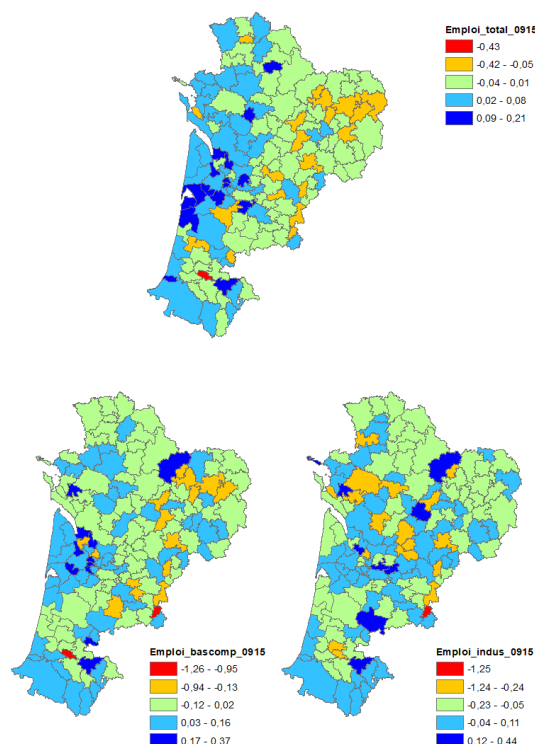 Emploi_total_0915
-0,43
-0,42 - -0,05
-0,04 - 0,01
0,02 - 0,08
0,09 - 0,21
Emploi_bascomp_0915
-1,26 - -0,95
-0,94 - -0,13
-0,12 - 0,02
0,03 - 0,16
0,17 - 0,37
Emploi_indus_0915
-1,25
-1,24 - -0,24
-0,23 - -0,05
-0,04 - 0,11
0,12 - 0,44